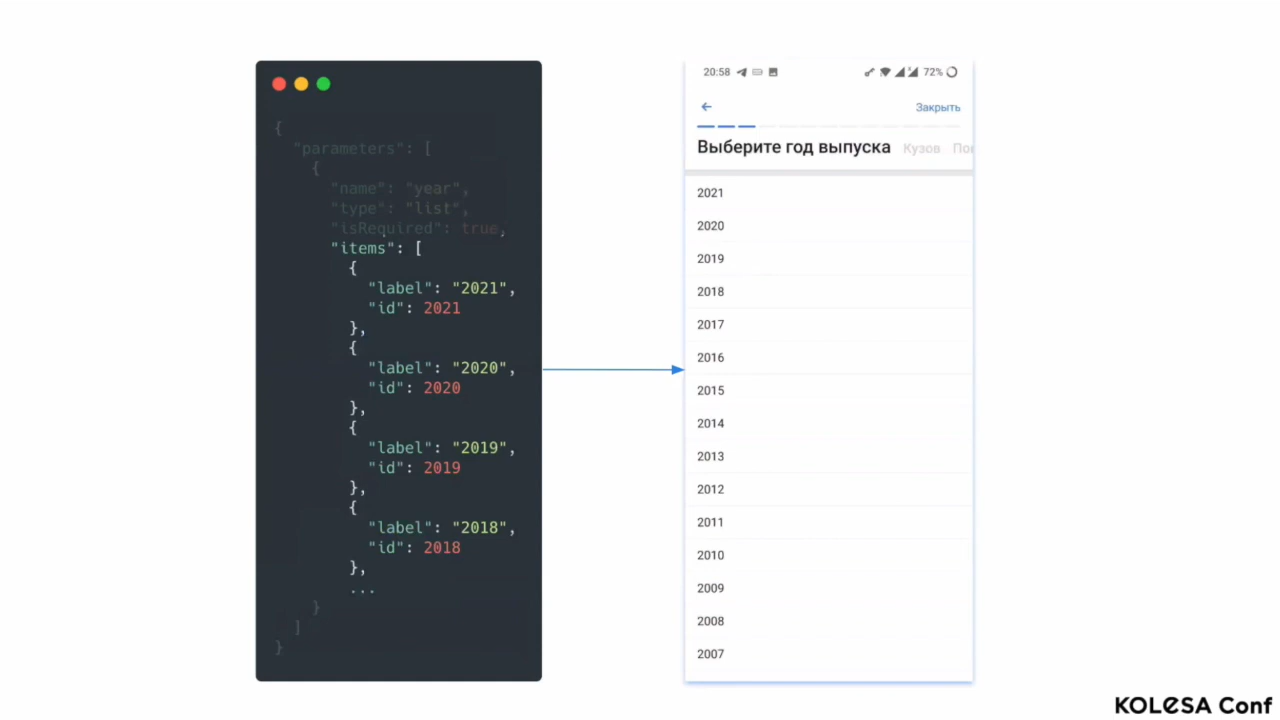 {
"parameters": [
{
"name": "year",
"type": "list",
"isRequired": true,
"items": [
{
"label": "2021",
"id": 2021
},
{
"label": "2020",
"id": 2020
},
{
"label": "2019",
"id": 2019
},
{
"label": "2018",
"id": 2018
},
...
}
]
}
20:58 72%
Закрыть
Выберите год выпуска Кузов
2021
2020
2019
2018
2017
2016
2015
2014
2013
2012
2011
2010
2009
2008
2007
KOLESA Conf